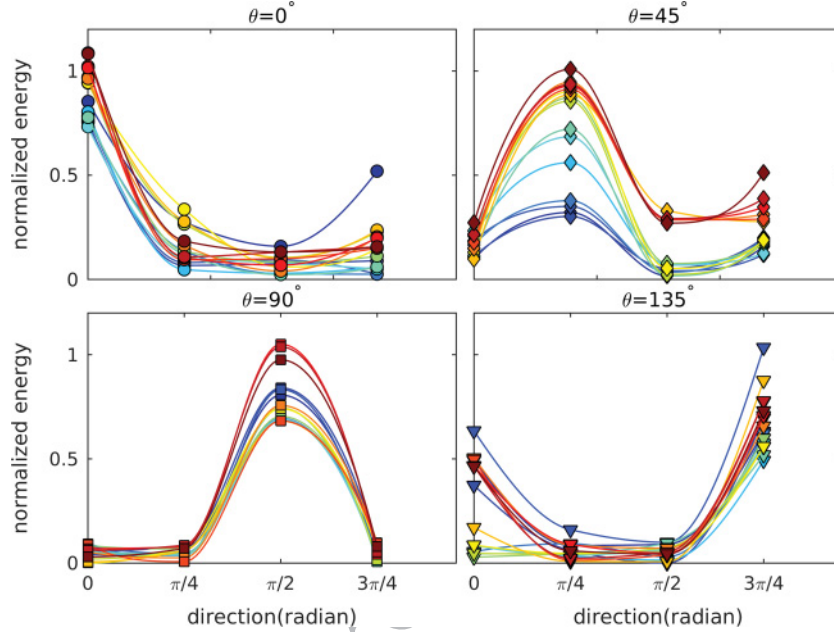 θ=0°
θ=45°
normalized energy
1
0.5
0
θ=90°
θ=135°
normalized energy
1
0.5
0
0
π/4
π/2
3π/4
0
π/4
π/2
3π/4
direction(radian)
direction(radian)